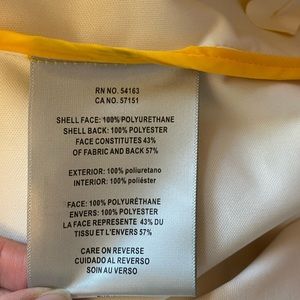 RN NO. 54163
CA NO. 57151
SHELL FACE: 100% POLYURETHANE
SHELL BACK: 100% POLYESTER
FACE CONSTITUTES 43%
OF FABRIC AND BACK 57%
EXTERIOR: 100% poliuretano
INTERIOR: 100% poliéster
FACE: 100% POLYURETHANE
ENVERS: 100% POLYESTER
LA FACE REPRÉSENTE 43% DU
TISSU ET L'ENVERS 57%
CARE ON REVERSE
CUIDADO AL REVERSO
SOIN AU VERSO